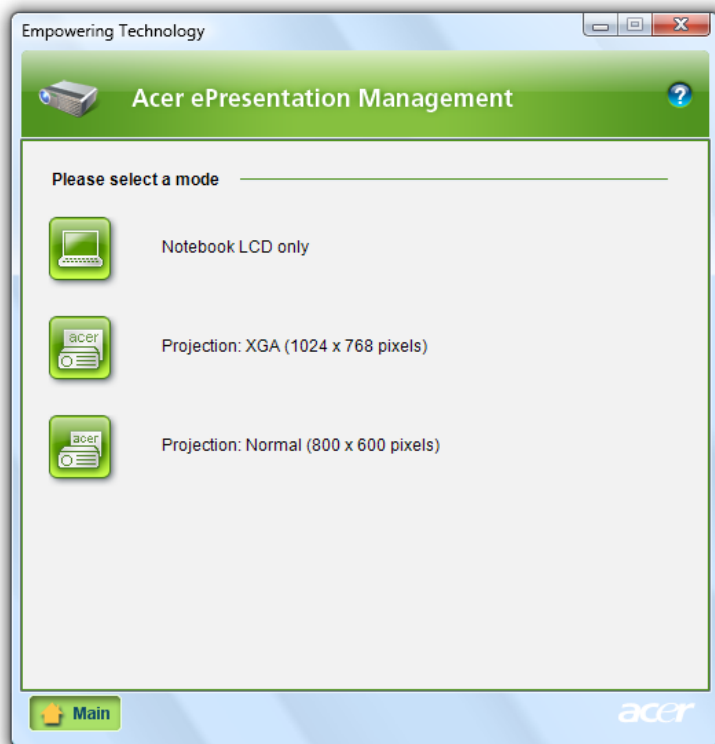 Empowering Technology
Acer ePresentation Management
?
Please select a mode
Notebook LCD only
acer
Projection: XGA (1024 x 768 pixels)
acer
Projection: Normal (800 x 600 pixels)
Main
acer